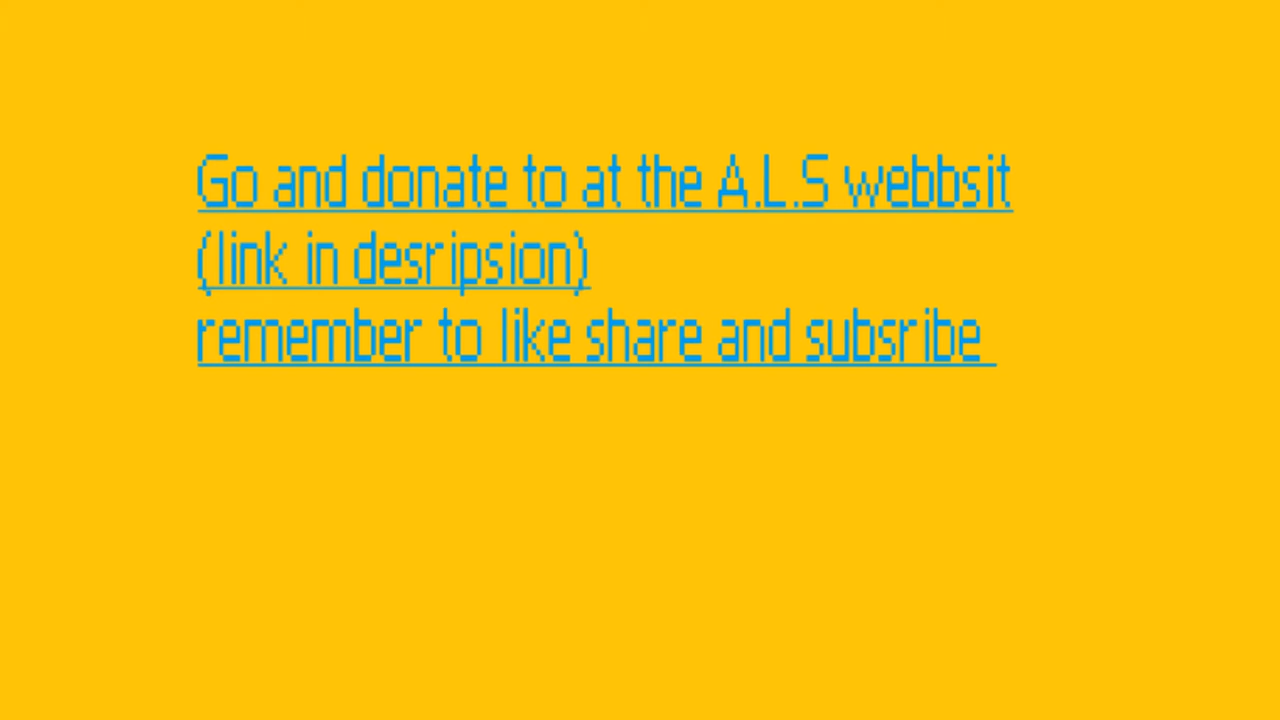 Go and donate to at the A.L.S webbsit
(link in desripsion)
remember to like share and subsribe